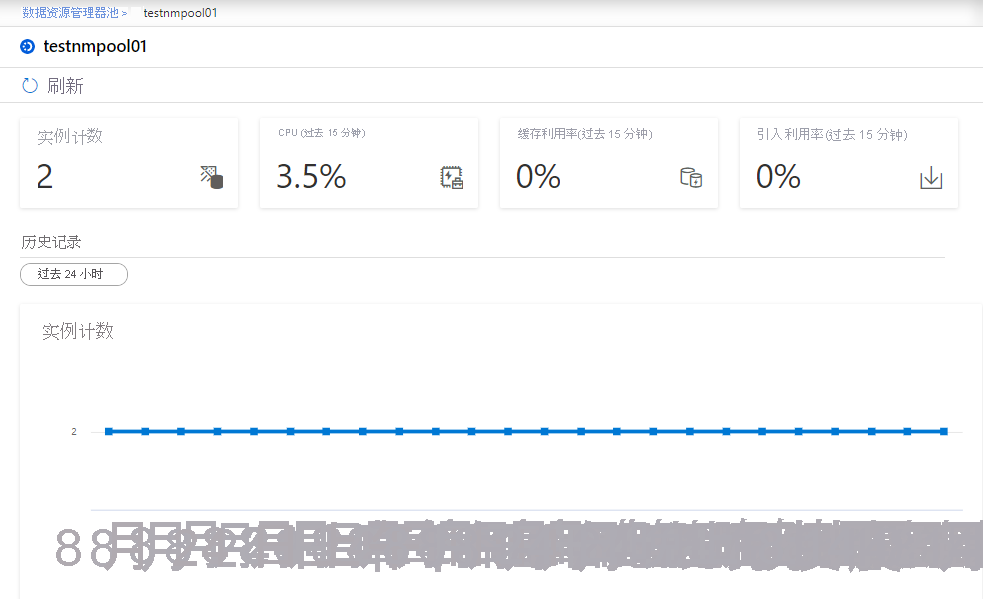 数据资源管理器池 > testnmpool01
testnmpool01
刷新
实例计数
2
CPU (过去 15 分钟)
3.5%
缓存利用率(过去 15 分钟)
0%
引入利用率(过去 15 分钟)
0%
历史记录
过去 24 小时
实例计数
2